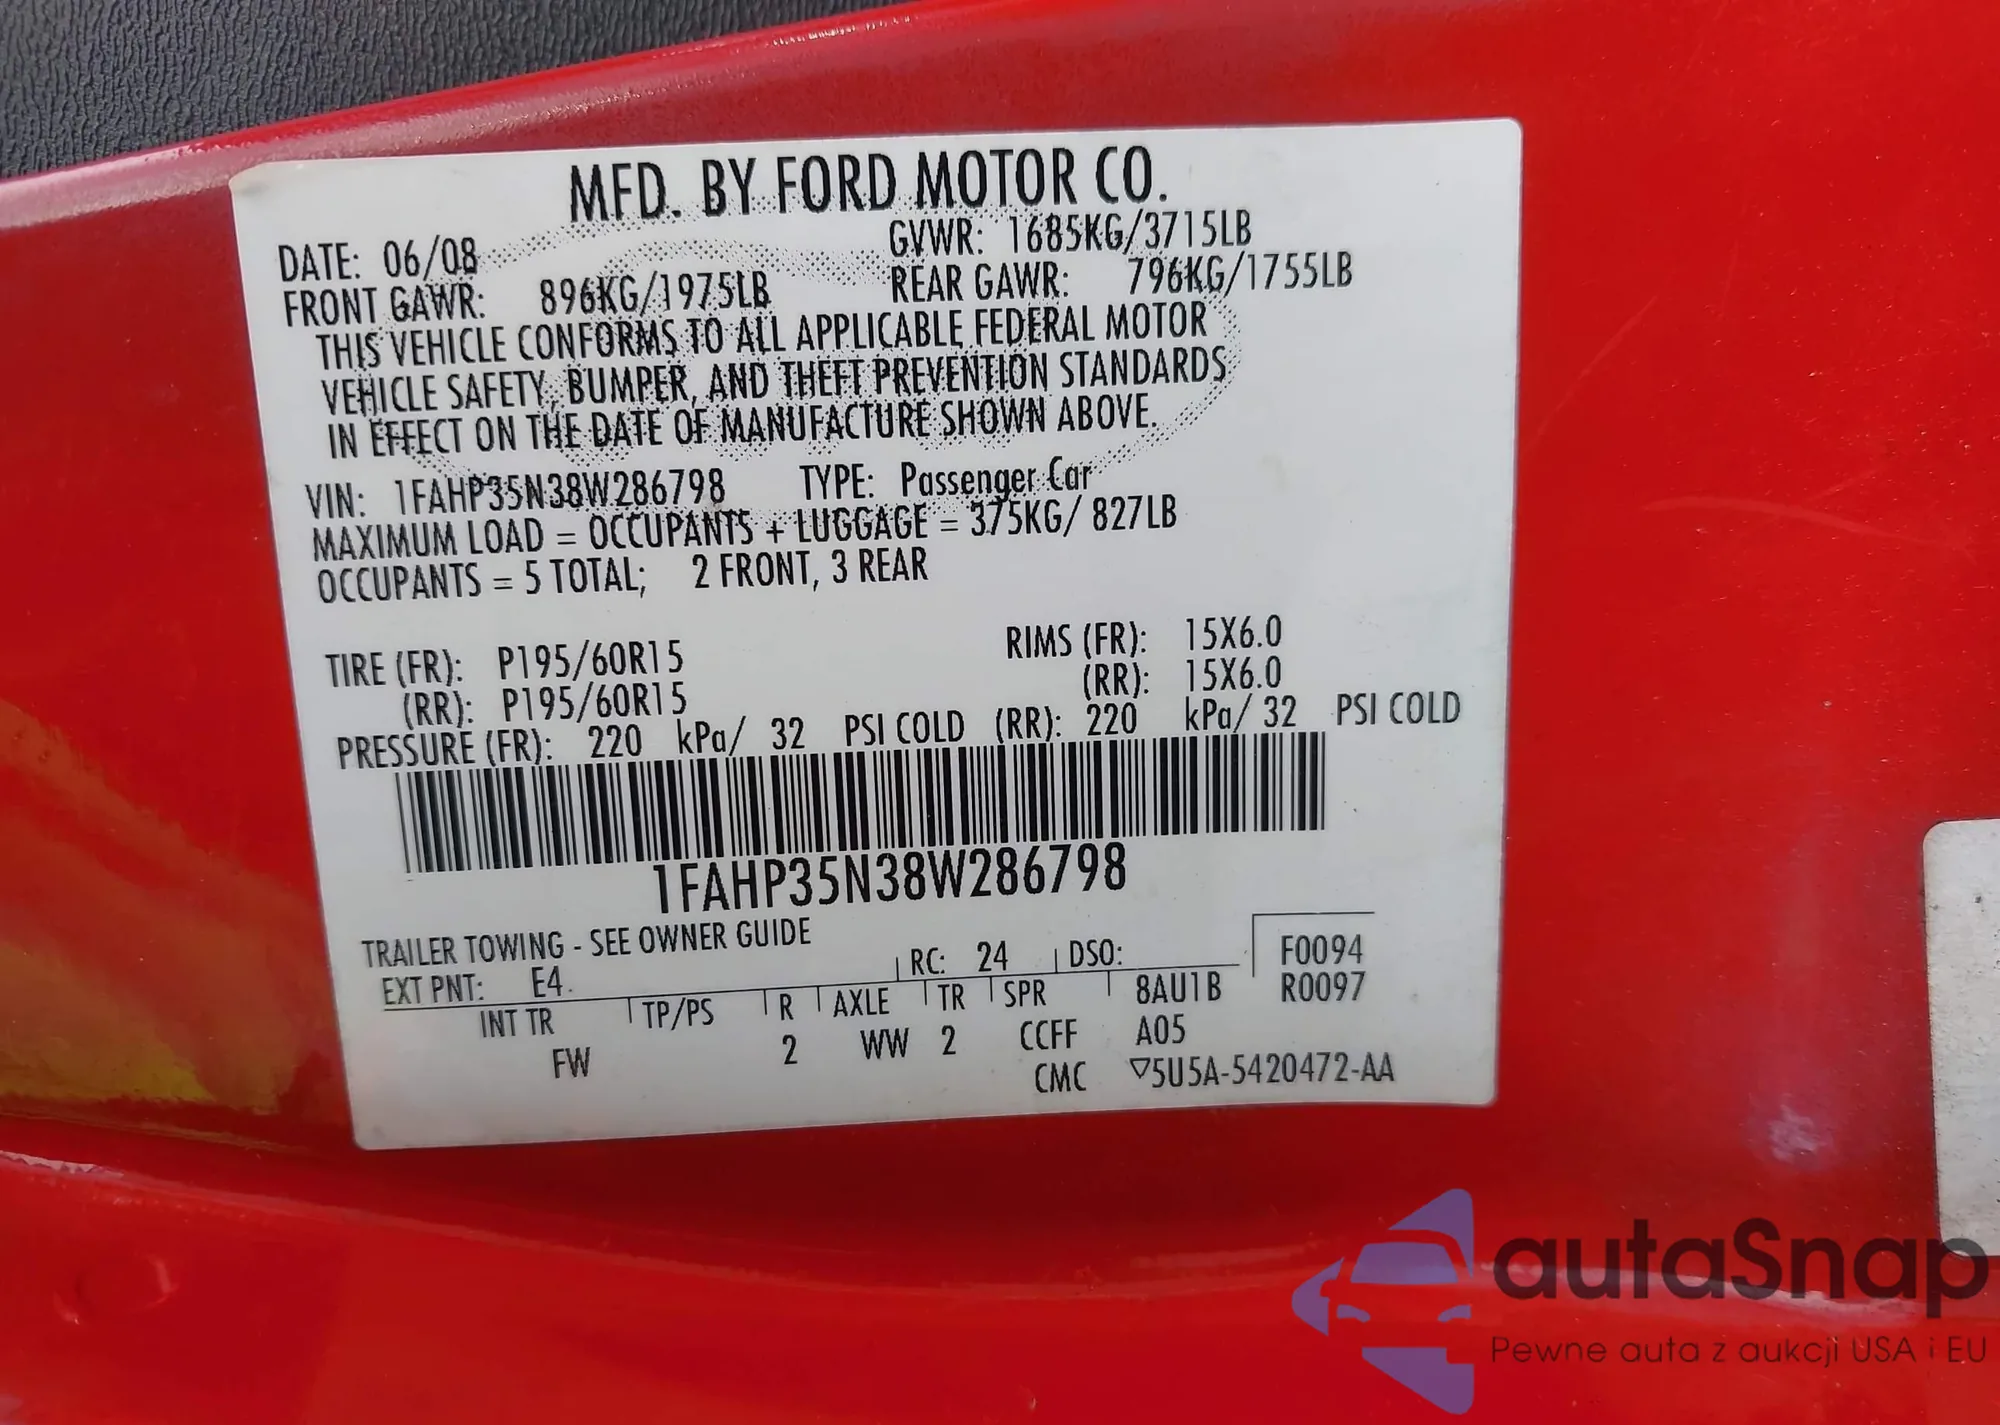 MFD. BY FORD MOTOR CO.
DATE: 06/08 GVWR: 1685KG/3715LB
FRONT GAWR: 896KG/1975LB REAR GAWR: 796KG/1755LB
THIS VEHICLE CONFORMS TO ALL APPLICABLE FEDERAL MOTOR
VEHICLE SAFETY, BUMPER, AND THEFT PREVENTION STANDARDS
IN EFFECT ON THE DATE OF MANUFACTURE SHOWN ABOVE.
VIN: 1FAHP35N38W286798 TYPE: Passenger Car
MAXIMUM LOAD = OCCUPANTS + LUGGAGE = 375KG/ 827LB
OCCUPANTS = 5 TOTAL; 2 FRONT, 3 REAR
TIRE (FR): P195/60R15 RIMS (FR): 15X6.0
(RR): P195/60R15 (RR): 15X6.0
PRESSURE (FR): 220 kPa/ 32 PSI COLD (RR): 220 kPa/ 32 PSI COLD
1FAHP35N38W286798
TRAILER TOWING - SEE OWNER GUIDE
EXT PNT: E4 RC: 24 DSO: F0094
INT TR TP/PS R AXLE TR SPR 8AU1B R0097
FW 2 WW 2 CCFF A05
CMC ▽5U5A-5420472-AA
autaSnap
Pewne auta z aukcji USA i EU